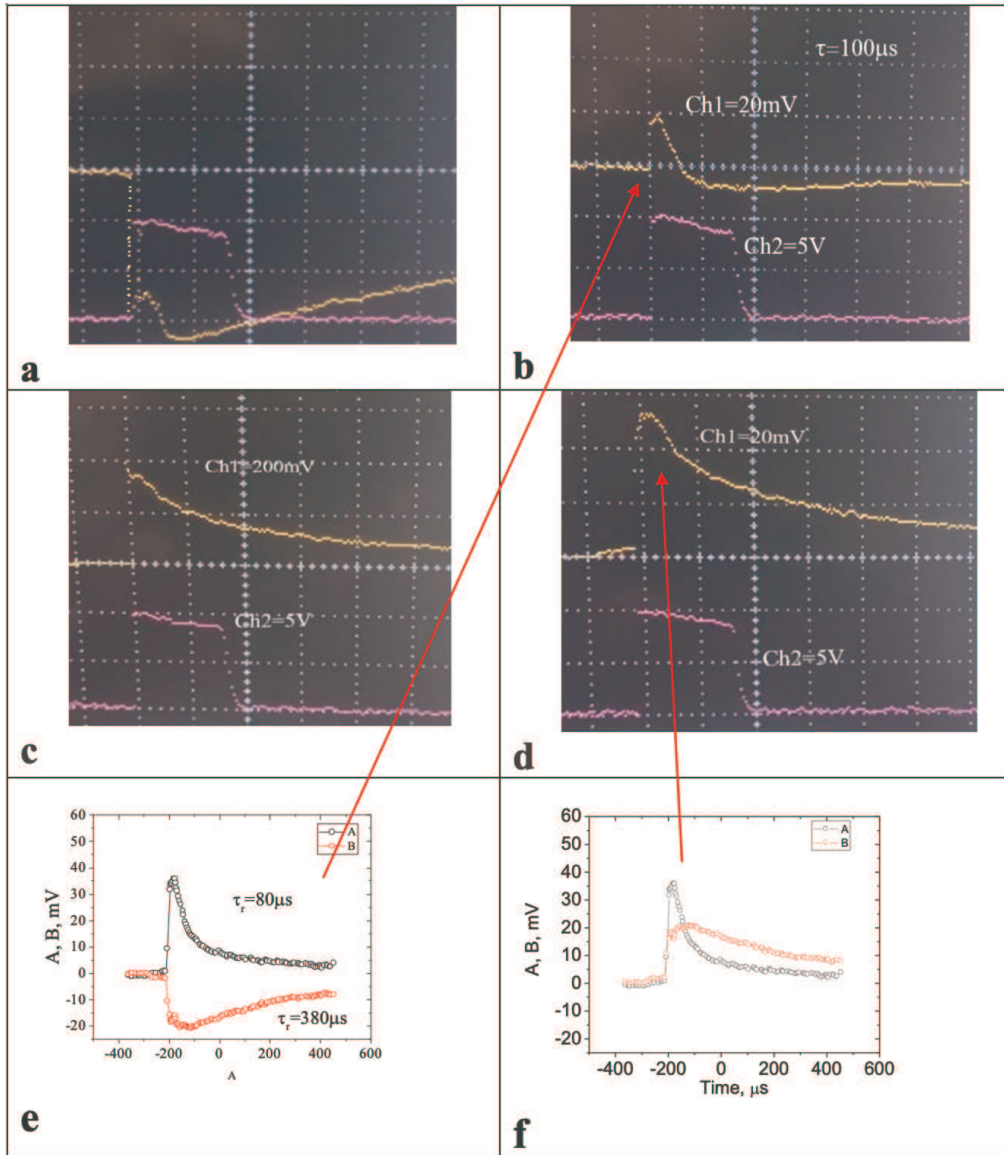 a
τ=100μs
Ch1=20mV
Ch2=5V
b
Ch1=200mV
Ch2=5V
c
Ch1=20mV
Ch2=5V
d
60
50
40
30
20
10
0
-10
-20
A, B, mV
A
B
τr=80μs
τr=380μs
-400 -200 0 200 400 600
A
e
60
50
40
30
20
10
0
-10
-20
A, B, mV
A
B
-400 -200 0 200 400 600
Time, μs
f